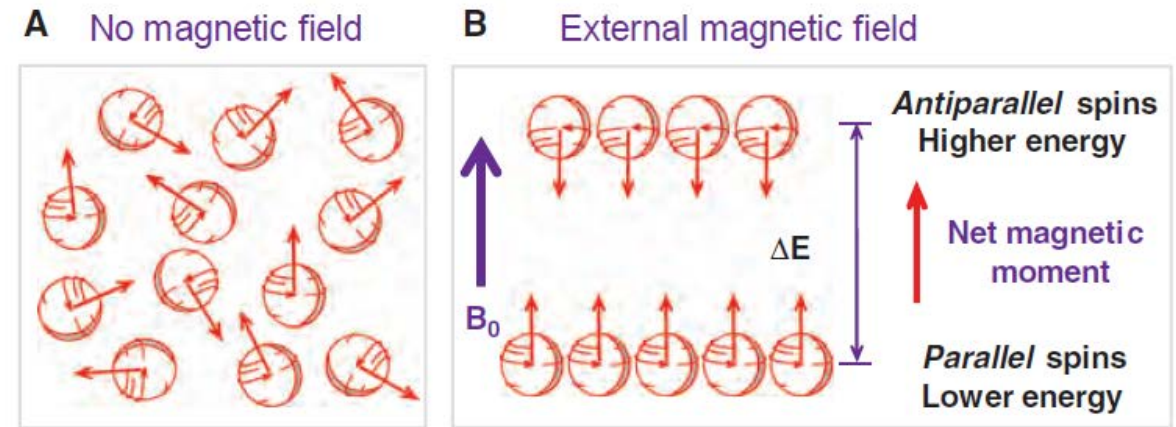 A No magnetic field
B External magnetic field
Antiparallel spins
Higher energy
B₀
ΔE
Net magnetic
moment
Parallel spins
Lower energy